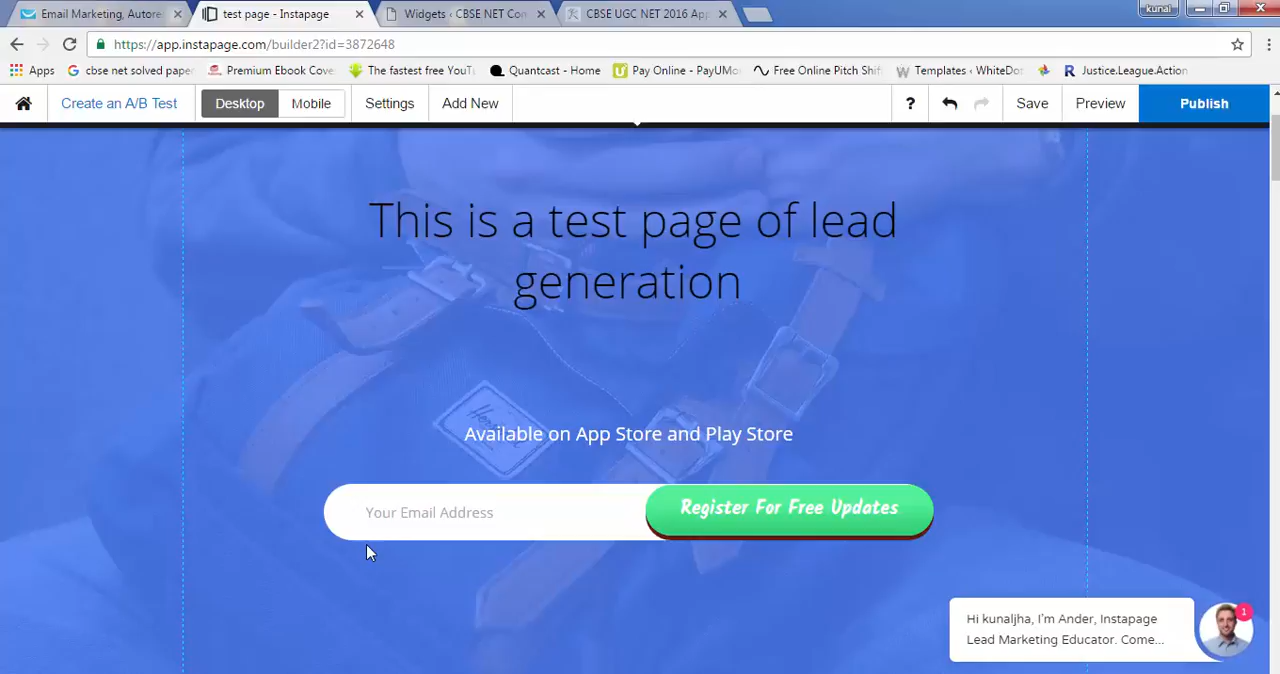 Email Marketing, Autore
test page - Instapage
Widgets ‹ CBSE NET Con
CBSE UGC NET 2016 App
kunal
https://app.instapage.com/builder2?id=3872648
Apps
cbse net solved pape
Premium Ebook Cove
The fastest free YouT
Quantcast - Home
Pay Online - PayUMo
Free Online Pitch Shif
Templates ‹ WhiteDot
Justice.League.Action
Create an A/B Test
Desktop
Mobile
Settings
Add New
?
Save
Preview
Publish
This is a test page of lead
generation
Herschel
Available on App Store and Play Store
Your Email Address
Register For Free Updates
Hi kunaljha, I'm Ander, Instapage
Lead Marketing Educator. Come...
1